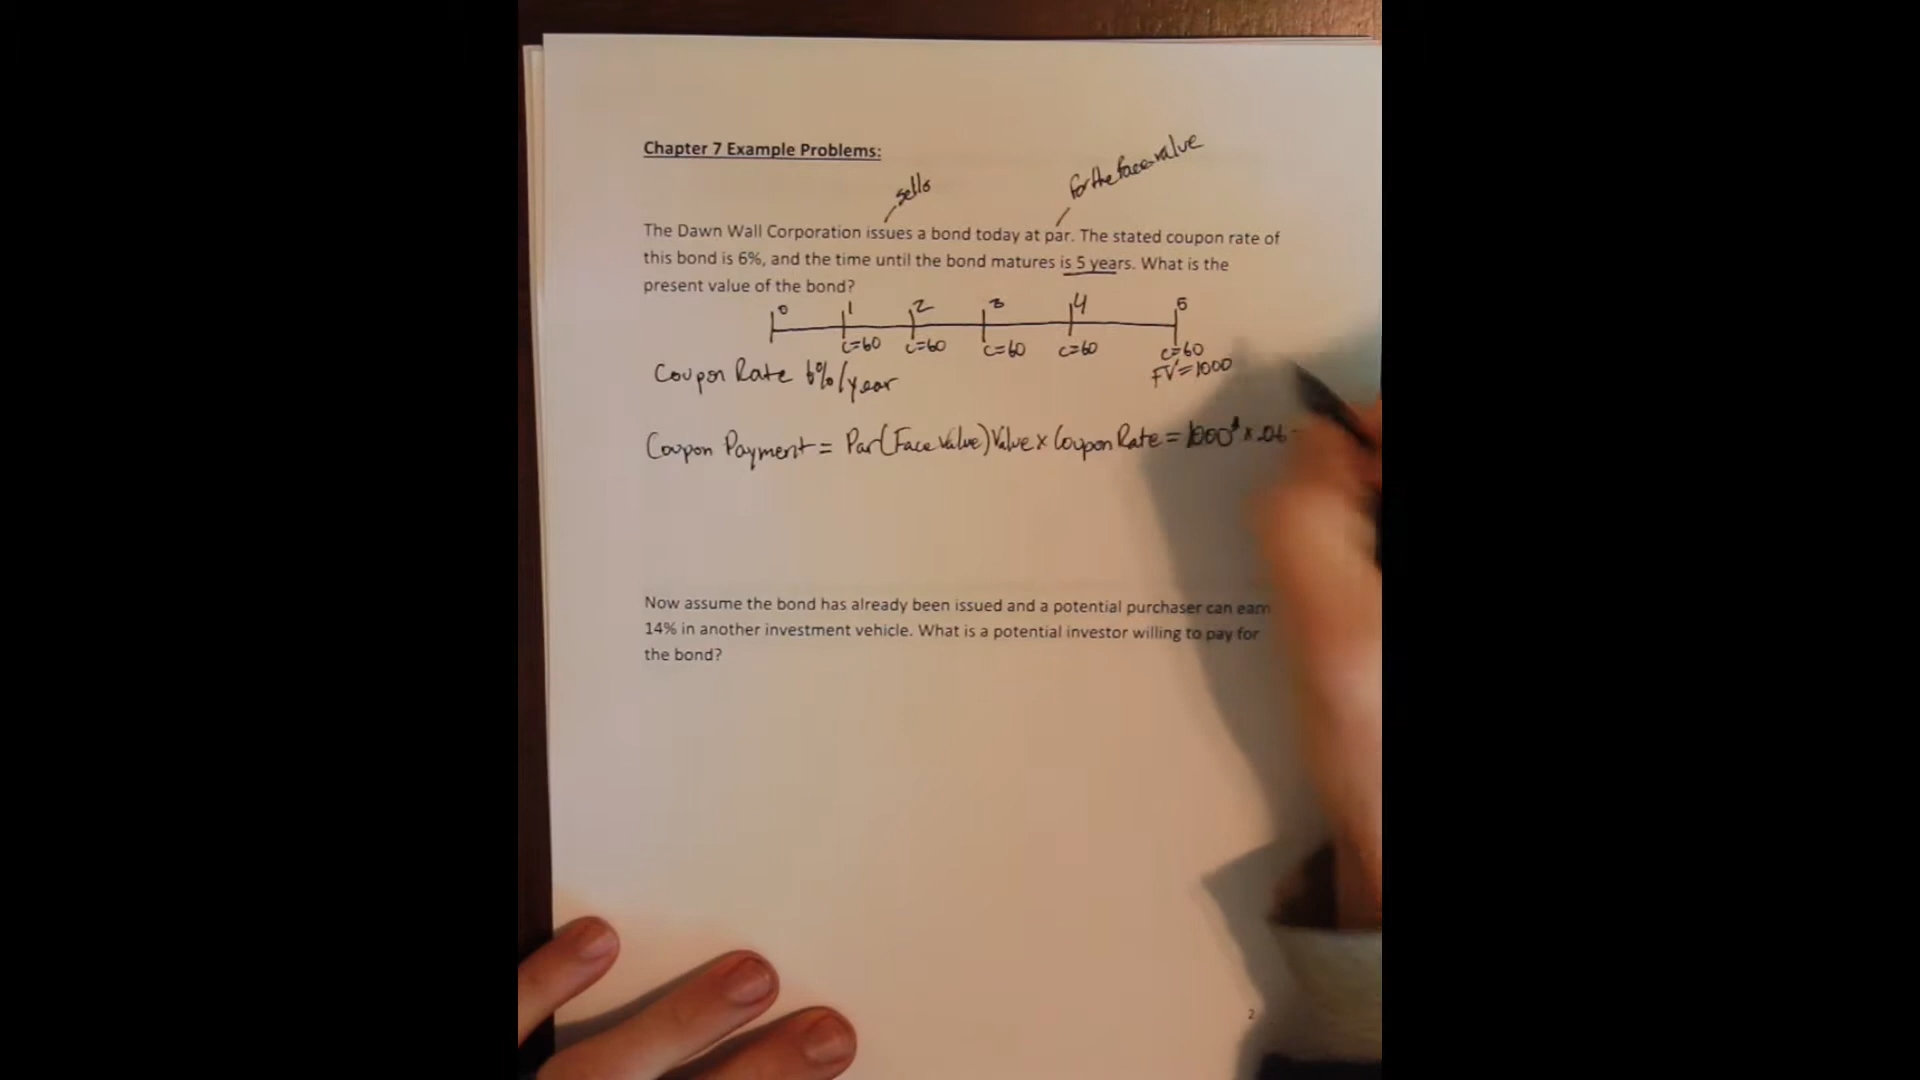 Chapter 7 Example Problems:
sells
for the face value
The Dawn Wall Corporation issues a bond today at par. The stated coupon rate of
this bond is 6%, and the time until the bond matures is 5 years. What is the
present value of the bond?
0 1 2 3 4 5
c=60 c=60 c=60 c=60 c=60
FV=1000
Coupon Rate 6%/year
Coupon Payment = Par(Face Value)Value x Coupon Rate = 1000 x .06
Now assume the bond has already been issued and a potential purchaser can earn
14% in another investment vehicle. What is a potential investor willing to pay for
the bond?
2